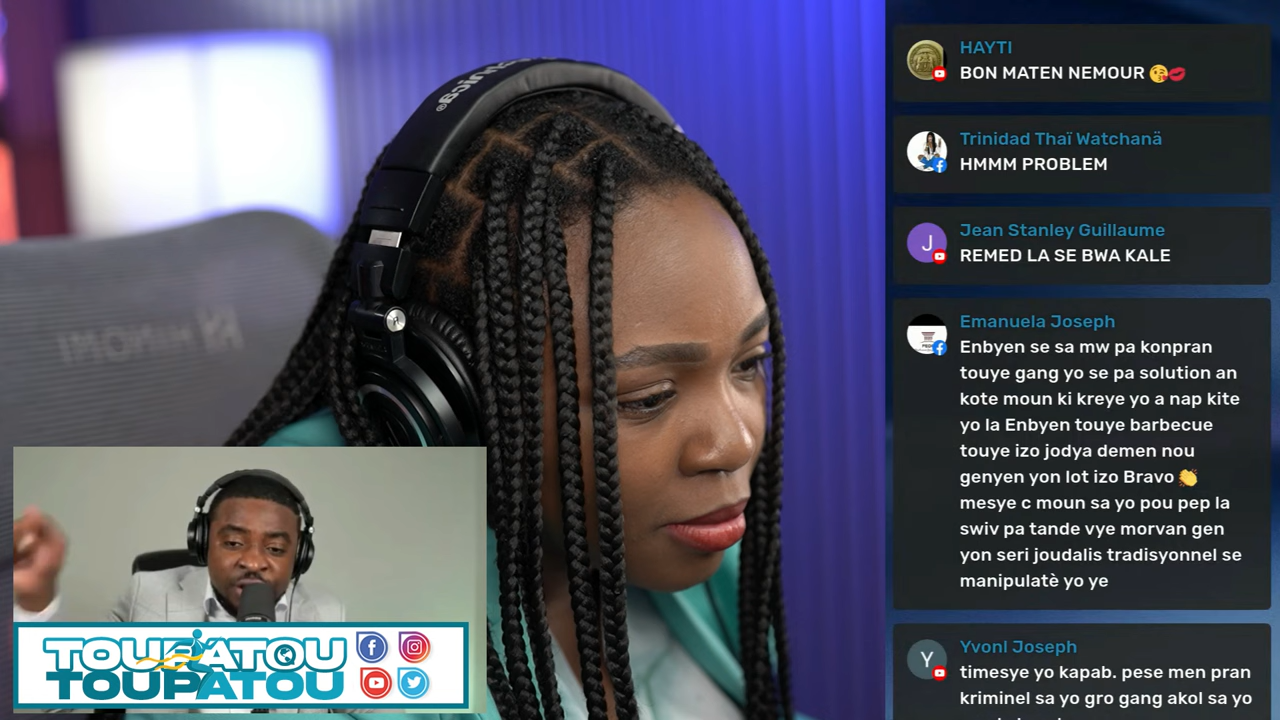 HAYTI
BON MATEN NEMOUR 😘💋
Trinidad Thaï Watchanä
HMMM PROBLEM
J
Jean Stanley Guillaume
REMED LA SE BWA KALE
Emanuela Joseph
Enbyen se sa mw pa konpran
touye gang yo se pa solution an
kote moun ki kreye yo a nap kite
yo la Enbyen touye barbecue
touye izo jodya demen nou
genyen yon lot izo Bravo 👏
mesye c moun sa yo pou pep la
swiv pa tande vye morvan gen
yon seri joudalis tradisyonnel se
manipulatè yo ye
Y
Yvonl Joseph
timesye yo kapab. pese men pran
kriminel sa yo gro gang akol sa yo
TOUPATOU
TOUPATOU